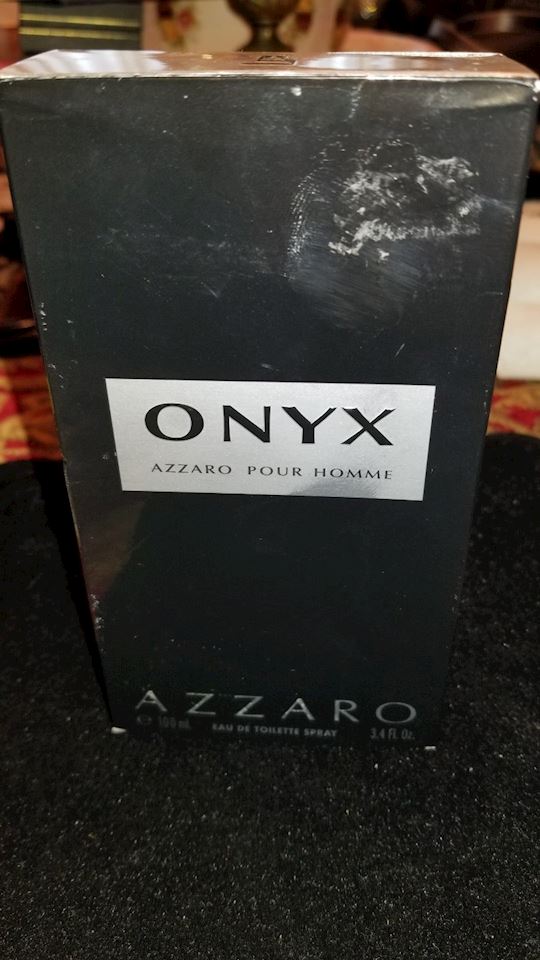 ONYX
AZZARO POUR HOMME
AZZARO
℮ 100 mL EAU DE TOILETTE SPRAY 3,4 Fl. Oz.